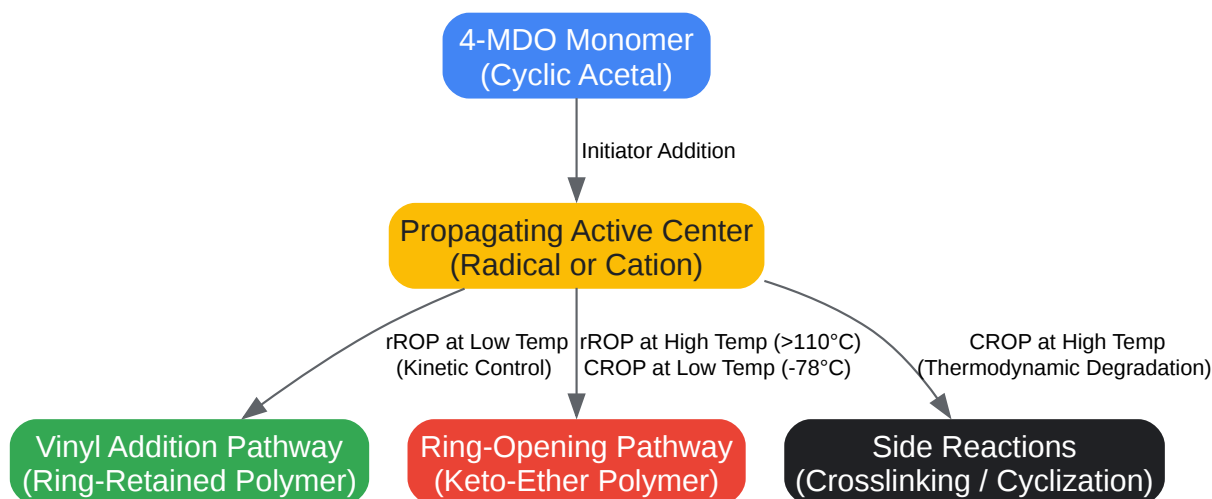 4-MDO Monomer
(Cyclic Acetal)
Initiator Addition
Propagating Active Center
(Radical or Cation)
rROP at Low Temp
(Kinetic Control)
rROP at High Temp (>110°C)
CROP at Low Temp (-78°C)
CROP at High Temp
(Thermodynamic Degradation)
Vinyl Addition Pathway
(Ring-Retained Polymer)
Ring-Opening Pathway
(Keto-Ether Polymer)
Side Reactions
(Crosslinking / Cyclization)